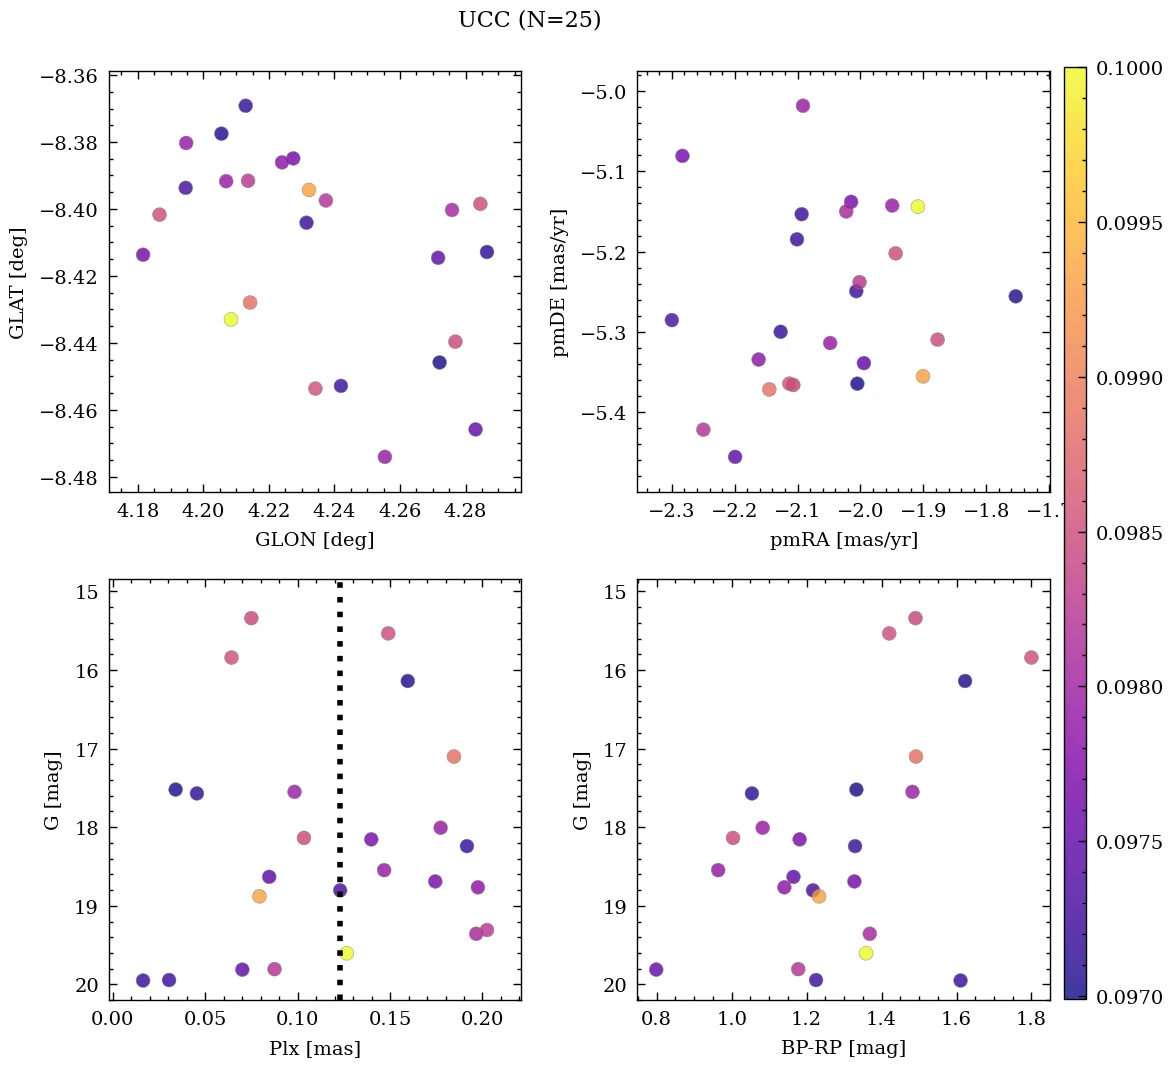 UCC (N=25)
−8.36
−8.38
−8.40
−8.42
−8.44
−8.46
−8.48
GLAT [deg]
4.18 4.20 4.22 4.24 4.26 4.28
GLON [deg]
−5.0
−5.1
−5.2
−5.3
−5.4
pmDE [mas/yr]
−2.3 −2.2 −2.1 −2.0 −1.9 −1.8
pmRA [mas/yr]
15
16
17
18
19
20
G [mag]
0.00 0.05 0.10 0.15 0.20
Plx [mas]
15
16
17
18
19
20
G [mag]
0.8 1.0 1.2 1.4 1.6 1.8
BP-RP [mag]
0.1000
0.0995
0.0990
0.0985
0.0980
0.0975
0.0970